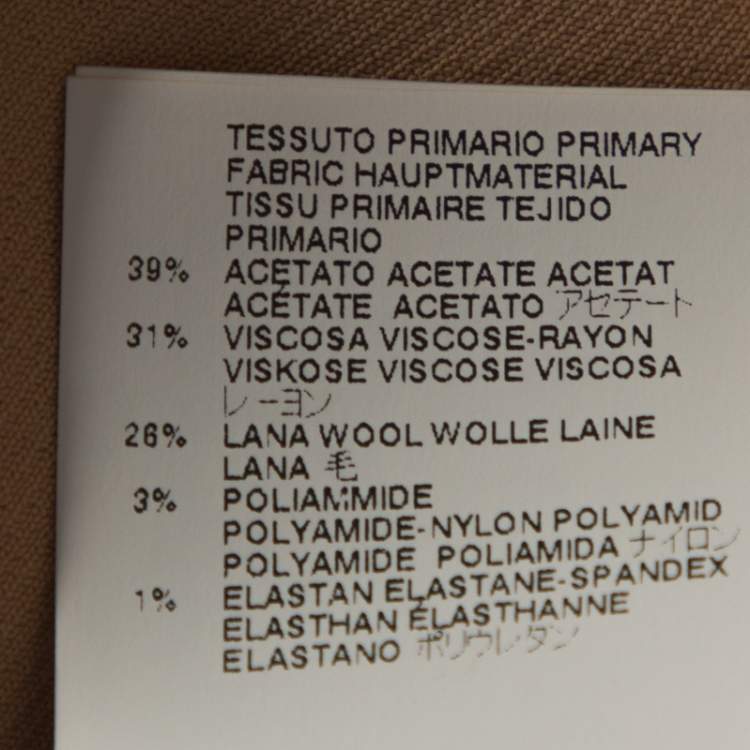 TESSUTO PRIMARIO PRIMARY
FABRIC HAUPTMATERIAL
TISSU PRIMAIRE TEJIDO
PRIMARIO
39% ACETATO ACETATE ACETAT
ACÉTATE ACETATO アセテート
31% VISCOSA VISCOSE-RAYON
VISKOSE VISCOSE VISCOSA
レーヨン
26% LANA WOOL WOLLE LAINE
LANA 毛
3% POLIAMMIDE
POLYAMIDE-NYLON POLYAMID
POLYAMIDE POLIAMIDA ナイロン
1% ELASTAN ELASTANE-SPANDEX
ELASTHAN ÉLASTHANNE
ELASTANO ポリウレタン